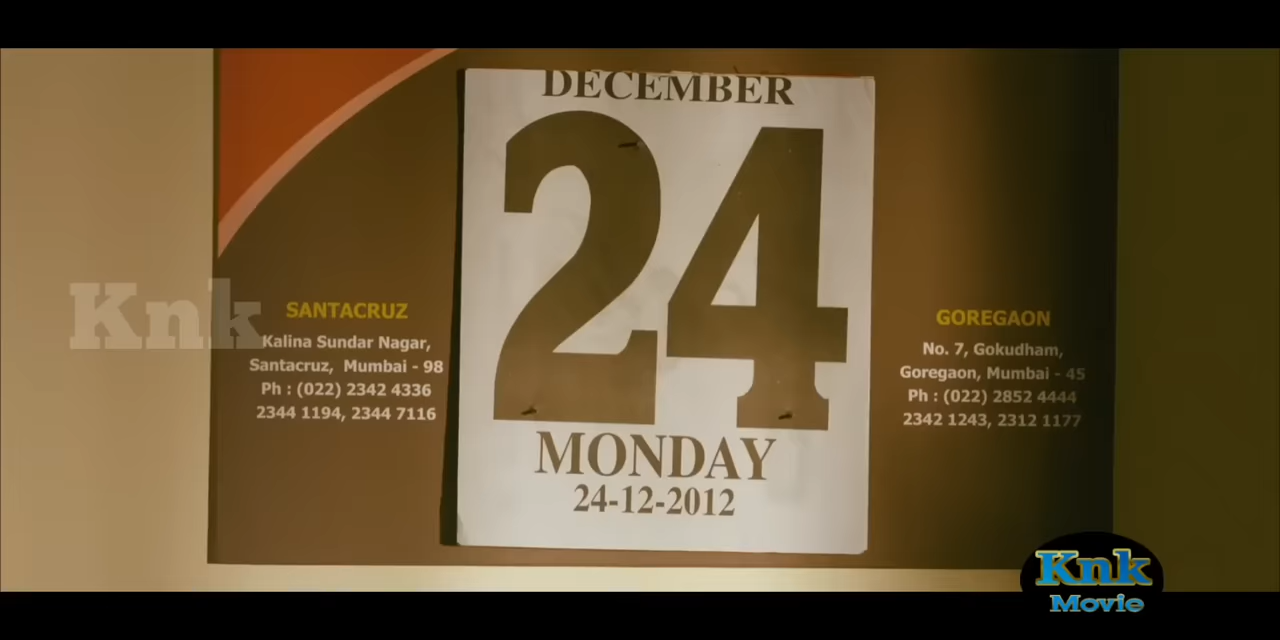 DECEMBER
24
MONDAY
24-12-2012
Knk
SANTACRUZ
Kalina Sundar Nagar,
Santacruz, Mumbai - 98
Ph : (022) 2342 4336
2344 1194, 2344 7116
GOREGAON
No. 7, Gokudham,
Goregaon, Mumbai - 45
Ph : (022) 2852 4444
2342 1243, 2312 1177
Knk
Movie